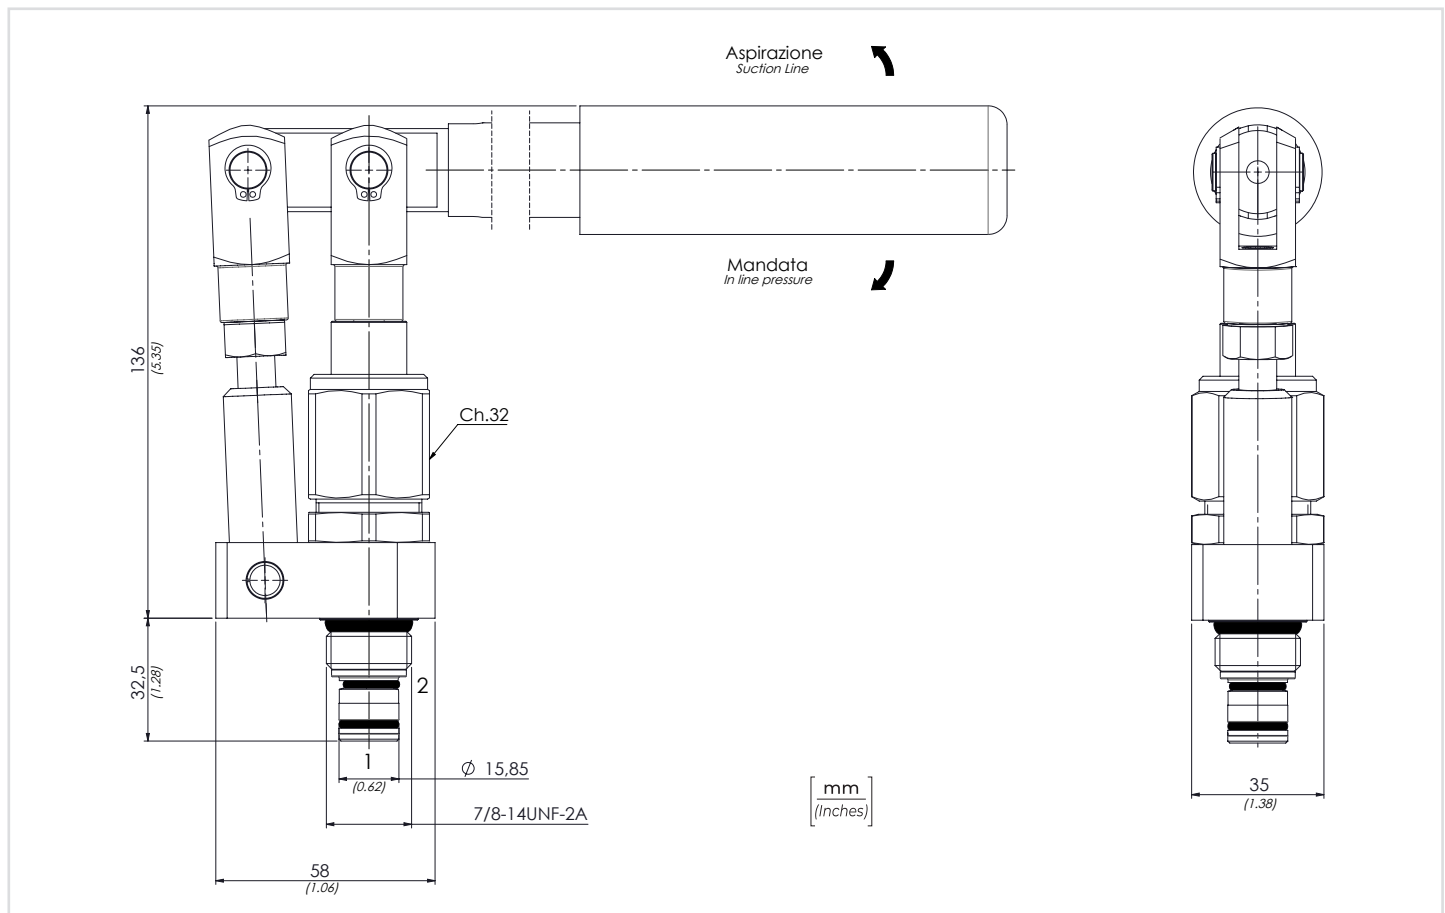 Aspirazione
Suction Line
Mandata
In line pressure
136
(5.35)
Ch.32
32,5
(1.28)
2
1
(0.62)
Ø 15,85
7/8-14UNF-2A
58
(1.06)
mm
(Inches)
35
(1.38)